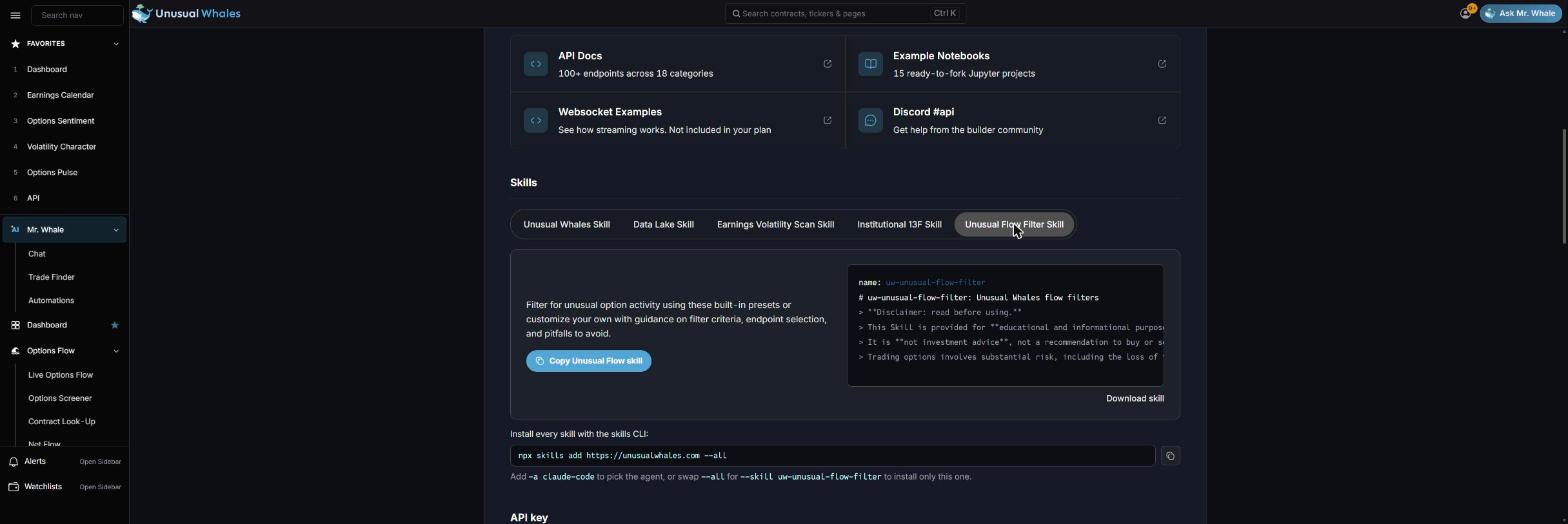 Search nav
Unusual Whales
Search contracts, tickers & pages
Ctrl K
9+
Ask Mr. Whale
FAVORITES
1 Dashboard
2 Earnings Calendar
3 Options Sentiment
4 Volatility Character
5 Options Pulse
6 API
AI Mr. Whale
Chat
Trade Finder
Automations
Dashboard
Options Flow
Live Options Flow
Options Screener
Contract Look-Up
Net Flow
Alerts Open Sidebar
Watchlists Open Sidebar
API Docs
100+ endpoints across 18 categories
Example Notebooks
15 ready-to-fork Jupyter projects
Websocket Examples
See how streaming works. Not included in your plan
Discord #api
Get help from the builder community
Skills
Unusual Whales Skill
Data Lake Skill
Earnings Volatility Scan Skill
Institutional 13F Skill
Unusual Flow Filter Skill
Filter for unusual option activity using these built-in presets or
customize your own with guidance on filter criteria, endpoint selection,
and pitfalls to avoid.
Copy Unusual Flow skill
name: uw-unusual-flow-filter
# uw-unusual-flow-filter: Unusual Whales flow filters
> **Disclaimer: read before using.**
> This Skill is provided for **educational and informational purpos
> It is **not investment advice**, not a recommendation to buy or s
> Trading options involves substantial risk, including the loss of
Download skill
Install every skill with the skills CLI:
npx skills add https://unusualwhales.com --all
Add -a claude-code to pick the agent, or swap --all for --skill uw-unusual-flow-filter to install only this one.
API key